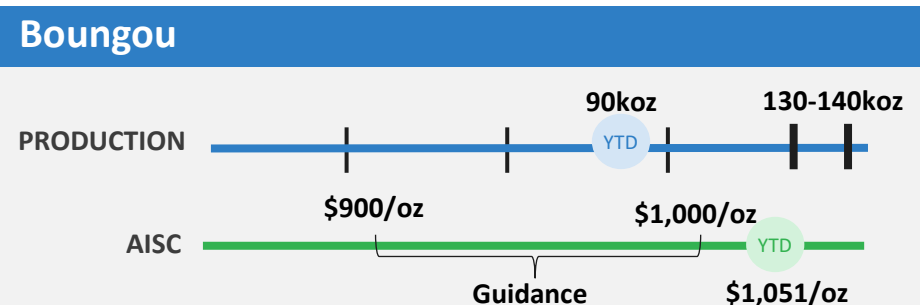 Boungou
90koz 130-140koz
PRODUCTION YTD
$900/oz $1,000/oz
AISC YTD
Guidance $1,051/oz